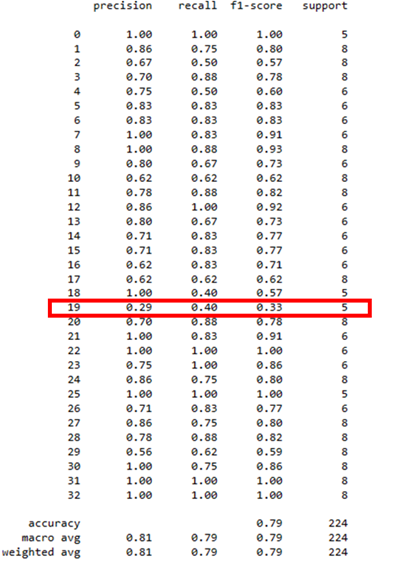 precision recall f1-score support
0 1.00 1.00 1.00 5
1 0.86 0.75 0.80 8
2 0.67 0.50 0.57 8
3 0.70 0.88 0.78 8
4 0.75 0.50 0.60 6
5 0.83 0.83 0.83 6
6 0.83 0.83 0.83 6
7 1.00 0.83 0.91 6
8 1.00 0.88 0.93 8
9 0.80 0.67 0.73 6
10 0.62 0.62 0.62 8
11 0.78 0.88 0.82 8
12 0.86 1.00 0.92 6
13 0.80 0.67 0.73 6
14 0.71 0.83 0.77 6
15 0.71 0.83 0.77 6
16 0.62 0.83 0.71 6
17 0.62 0.62 0.62 8
18 1.00 0.40 0.57 5
19 0.29 0.40 0.33 5
20 0.70 0.88 0.78 8
21 1.00 0.83 0.91 6
22 1.00 1.00 1.00 6
23 0.75 1.00 0.86 6
24 0.86 0.75 0.80 8
25 1.00 1.00 1.00 5
26 0.71 0.83 0.77 6
27 0.86 0.75 0.80 8
28 0.78 0.88 0.82 8
29 0.56 0.62 0.59 8
30 1.00 0.75 0.86 8
31 1.00 1.00 1.00 8
32 1.00 1.00 1.00 8
accuracy 0.79 224
macro avg 0.81 0.79 0.79 224
weighted avg 0.81 0.79 0.79 224